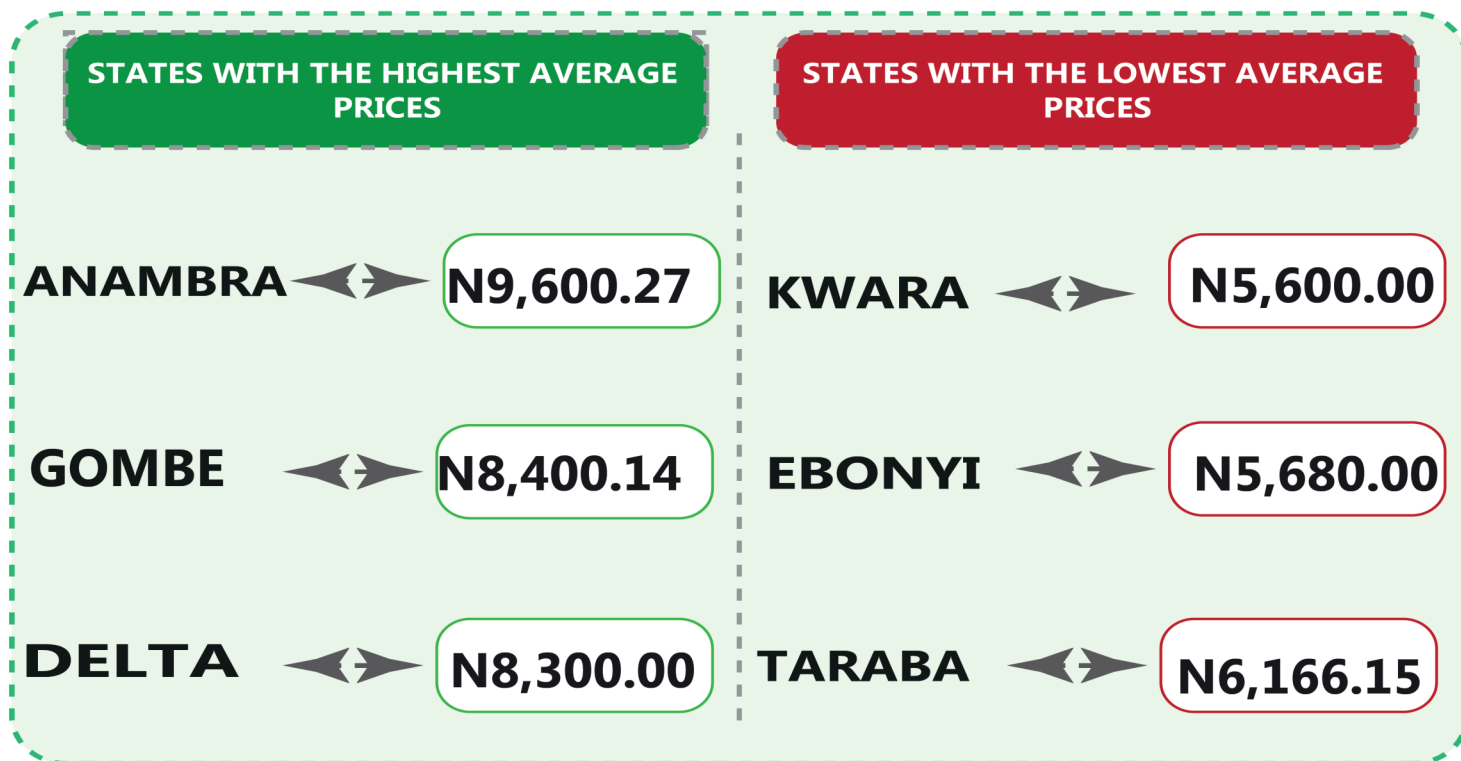 STATES WITH THE HIGHEST AVERAGE
PRICES
ANAMBRA N9,600.27
GOMBE N8,400.14
DELTA N8,300.00
STATES WITH THE LOWEST AVERAGE
PRICES
KWARA N5,600.00
EBONYI N5,680.00
TARABA N6,166.15